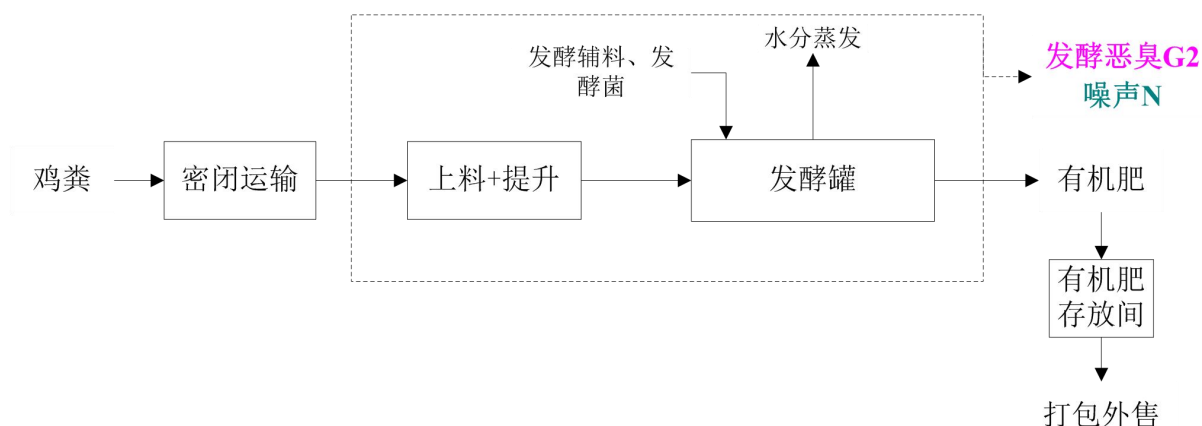 水分蒸发
发酵辅料、发
酵菌
发酵恶臭G2
噪声N
鸡粪
密闭运输
上料+提升
发酵罐
有机肥
有机肥
存放间
打包外售